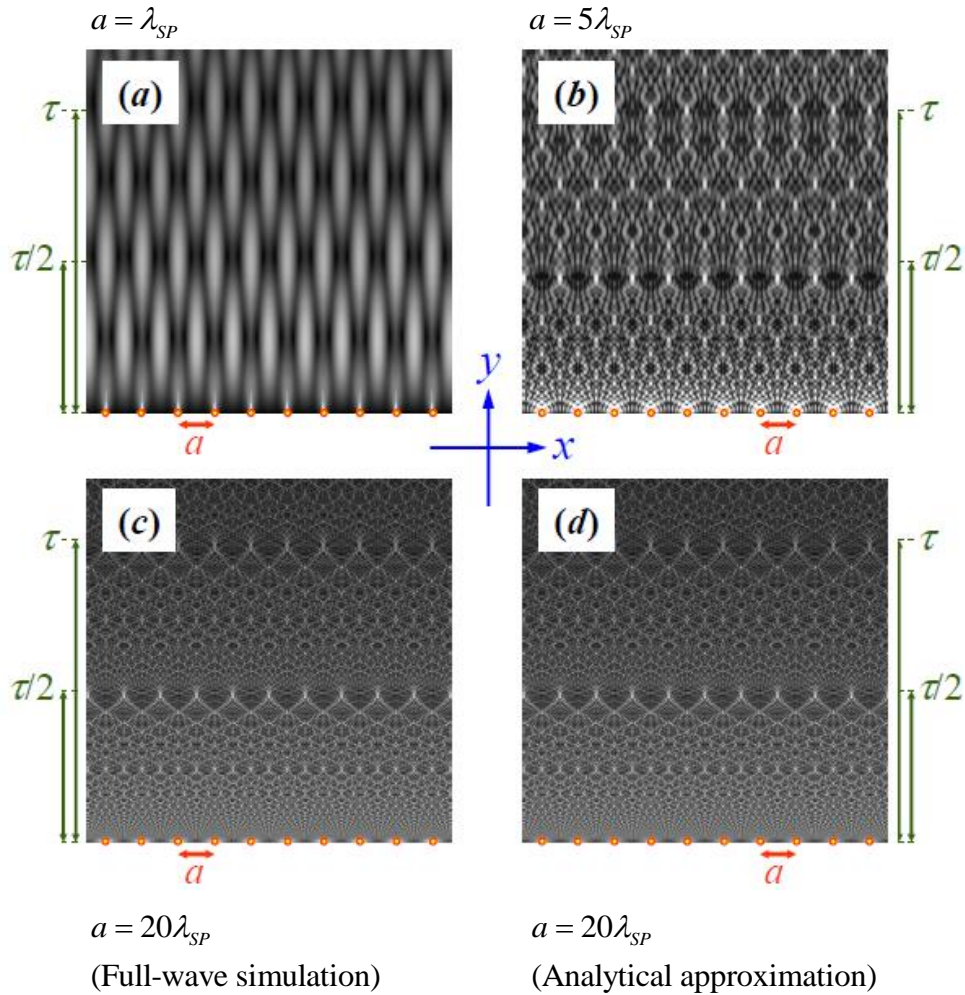 a = λ_SP
a = 5λ_SP
(a)
(b)
τ
τ
τ/2
τ/2
y
a
a
x
(c)
(d)
τ
τ
τ/2
τ/2
a
a
a = 20λ_SP
a = 20λ_SP
(Full-wave simulation)
(Analytical approximation)